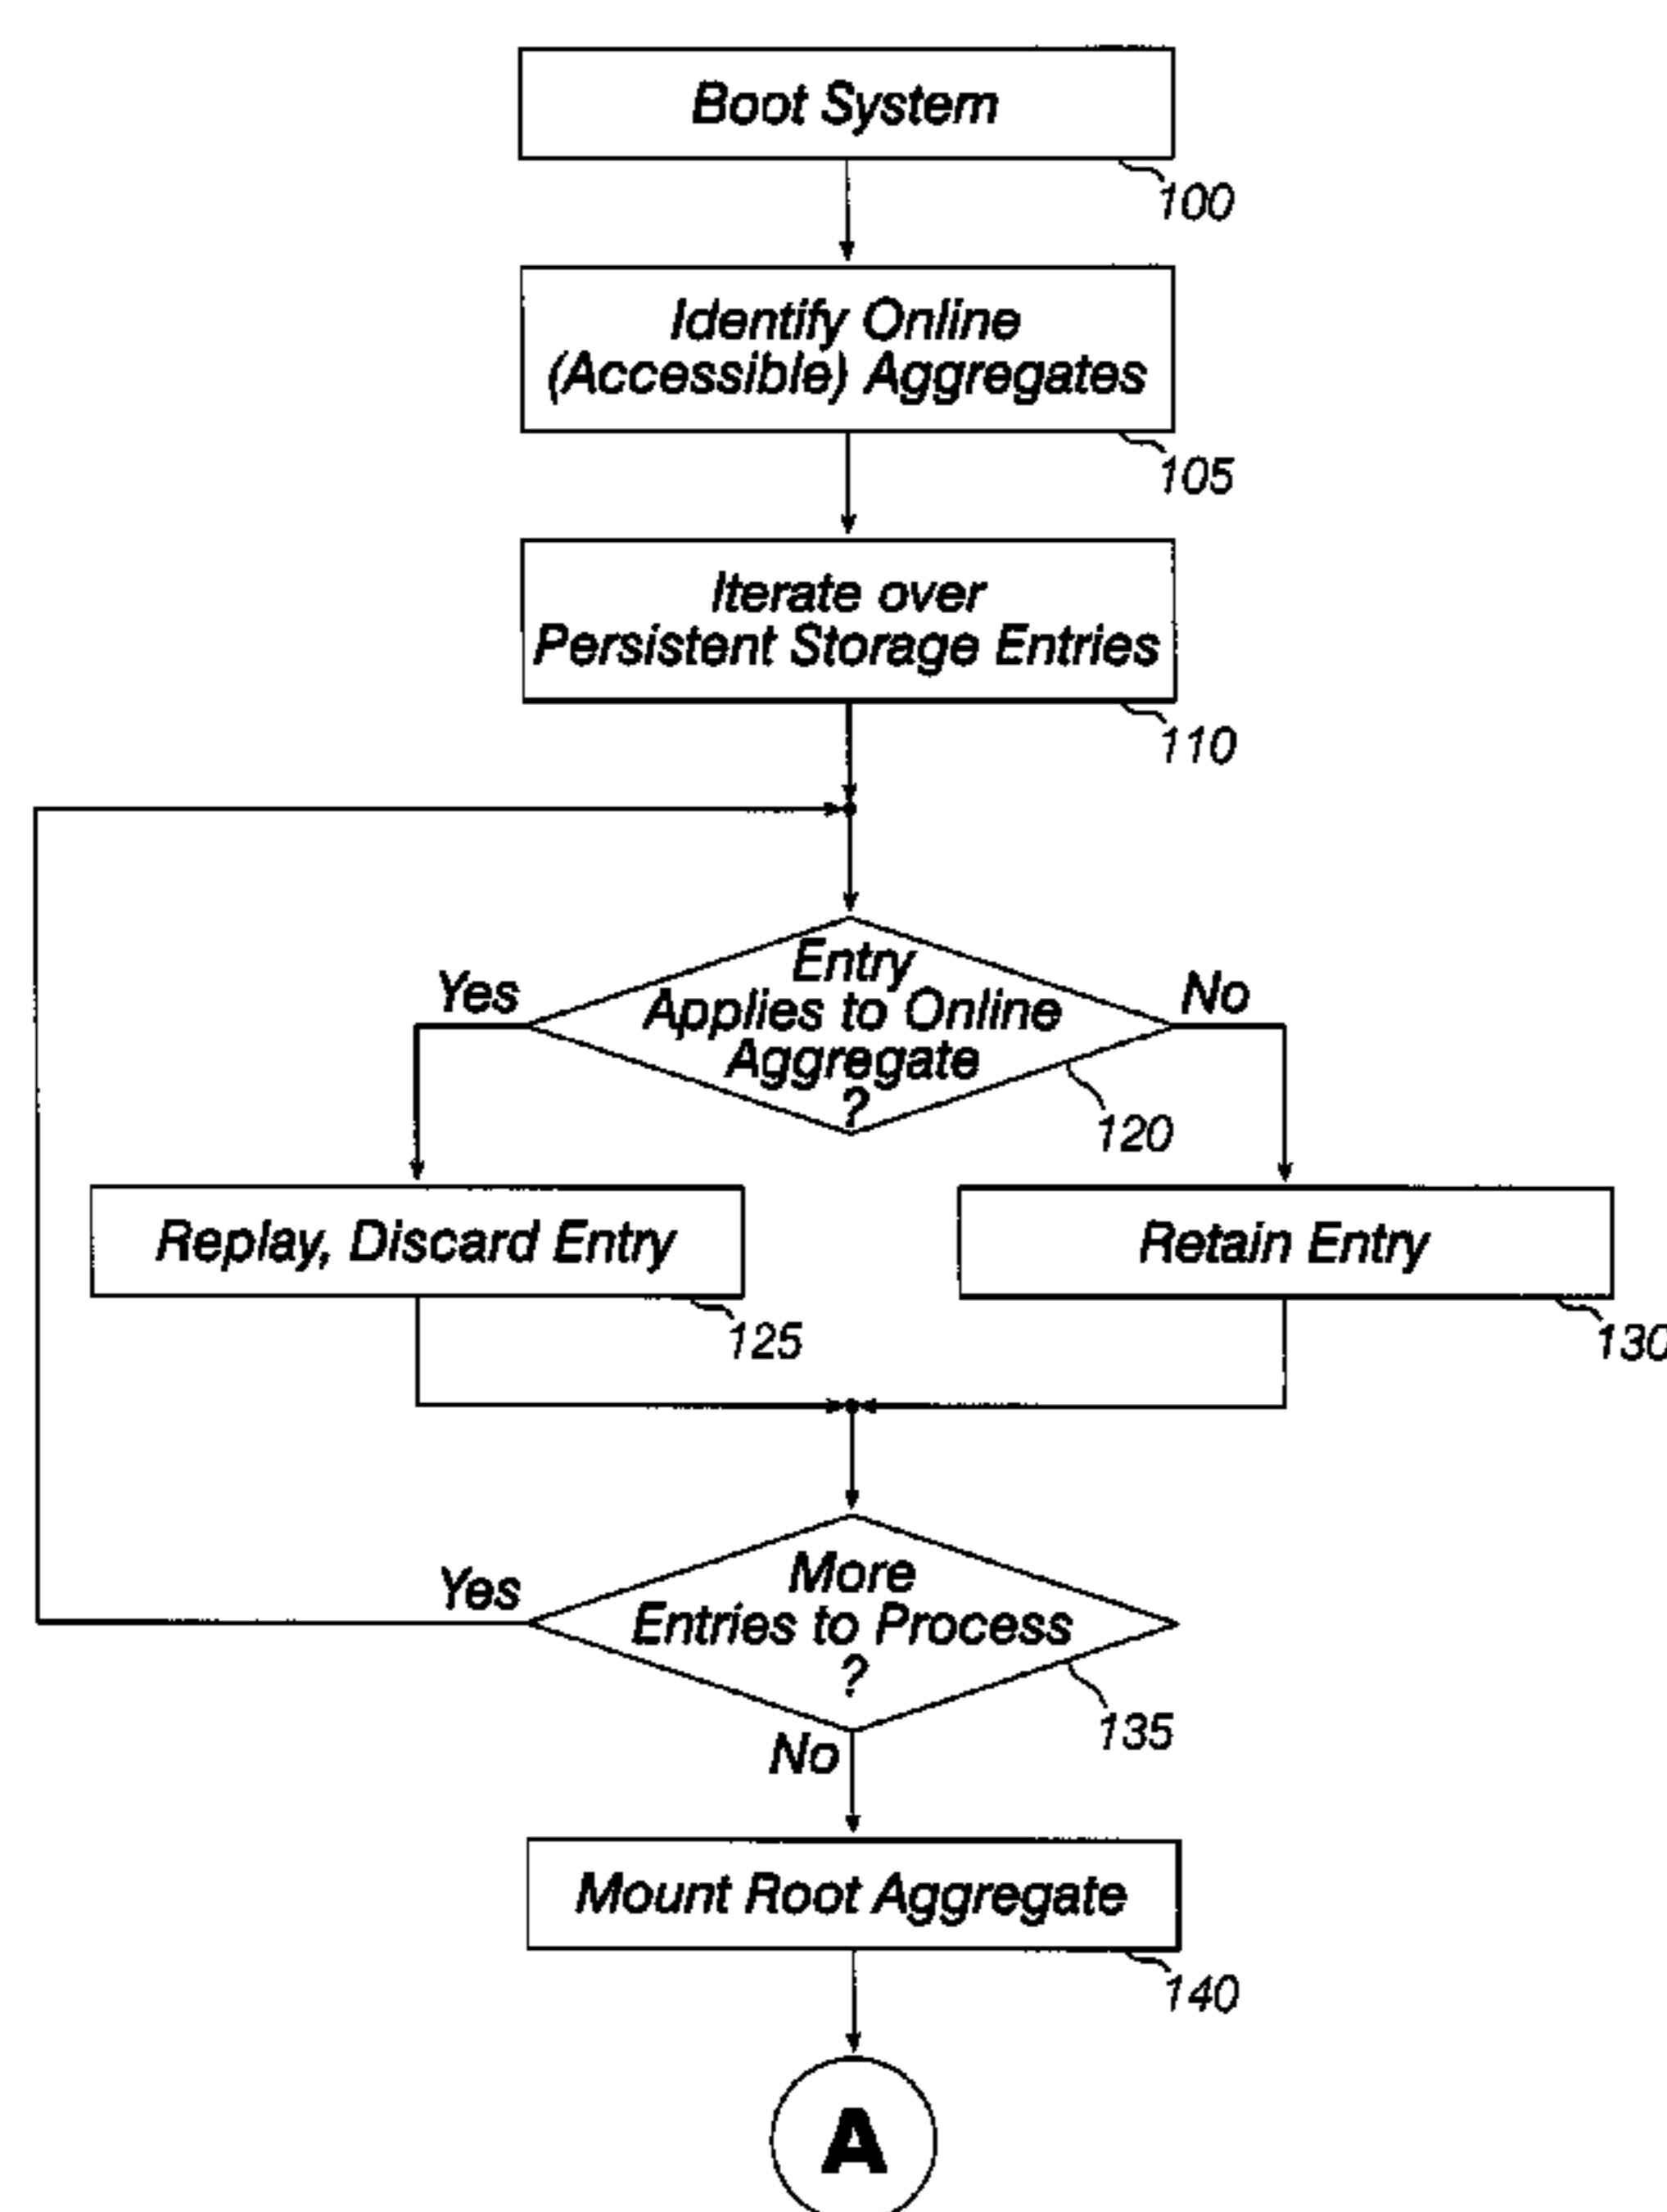 Boot System
100
Identify Online
(Accessible) Aggregates
105
Iterate over
Persistent Storage Entries
110
Entry
Applies to Online
Aggregate
?
Yes
No
120
Replay, Discard Entry
125
Retain Entry
130
More
Entries to Process
?
Yes
135
No
Mount Root Aggregate
140
A